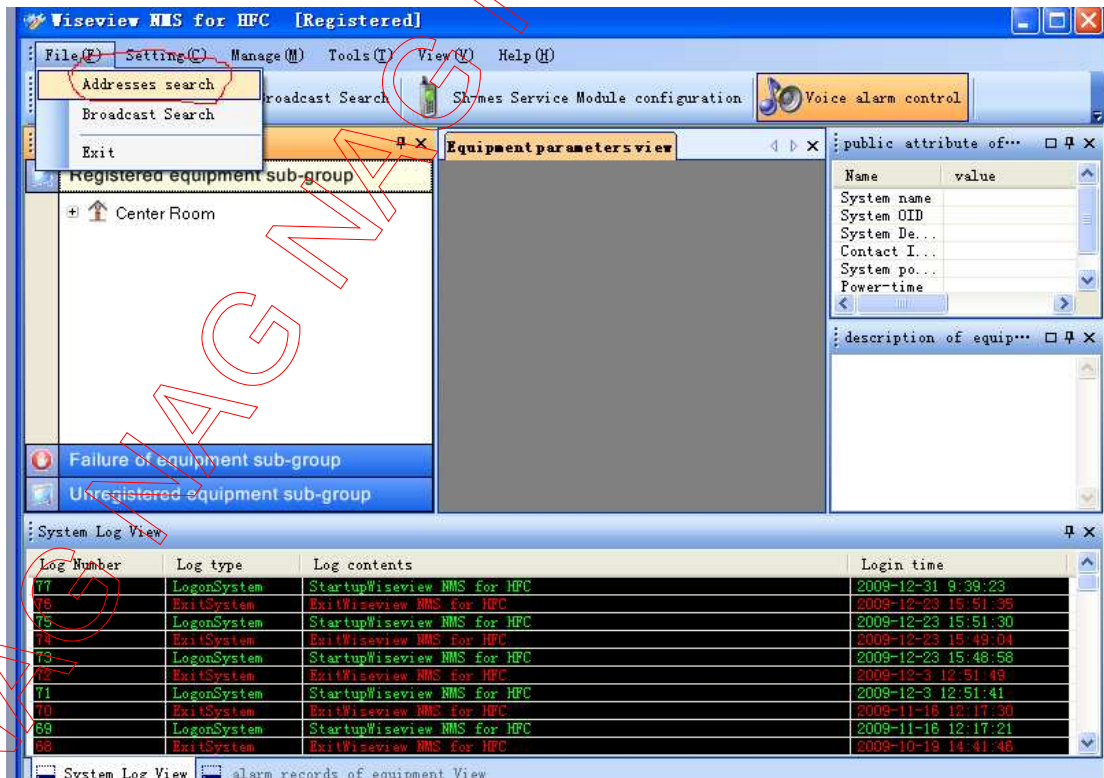 Wiseview NMS for HFC [Registered]
File(F) Setting(C) Manage(M) Tools(T) View(V) Help(H)
Addresses search
Broadcast Search
Exit
roadcast Search
Shymes Service Module configuration
Voice alarm control
Equipment parameters view
public attribute of...
Registered equipment sub-group
Center Room
Name value
System name
System OID
System De...
Contact I...
System po...
Power-time
description of equip...
Failure of equipment sub-group
Unregistered equipment sub-group
System Log View
Log Number Log type Log contents Login time
77 LogonSystem StartupWiseview NMS for HFC 2009-12-31 9:39:23
76 ExitSystem ExitWiseview NMS for HFC 2009-12-23 15:51:35
75 LogonSystem StartupWiseview NMS for HFC 2009-12-23 15:51:30
74 ExitSystem ExitWiseview NMS for HFC 2009-12-23 15:49:04
73 LogonSystem StartupWiseview NMS for HFC 2009-12-23 15:48:58
72 ExitSystem ExitWiseview NMS for HFC 2009-12-3 12:51:49
71 LogonSystem StartupWiseview NMS for HFC 2009-12-3 12:51:41
70 ExitSystem ExitWiseview NMS for HFC 2009-11-16 12:17:30
69 LogonSystem StartupWiseview NMS for HFC 2009-11-16 12:17:21
68 ExitSystem ExitWiseview NMS for HFC 2009-10-19 14:41:46
System Log View alarm records of equipment View
NAG NAG NAG